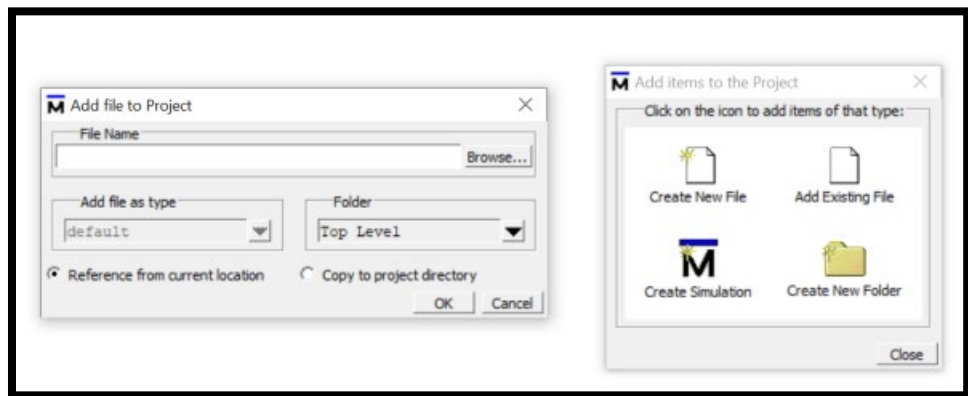 M Add file to Project
File Name
Browse...
Add file as type
Folder
default
Top Level
Reference from current location
Copy to project directory
OK
Cancel
M Add items to the Project
Click on the icon to add items of that type:
Create New File
Add Existing File
M
Create Simulation
Create New Folder
Close